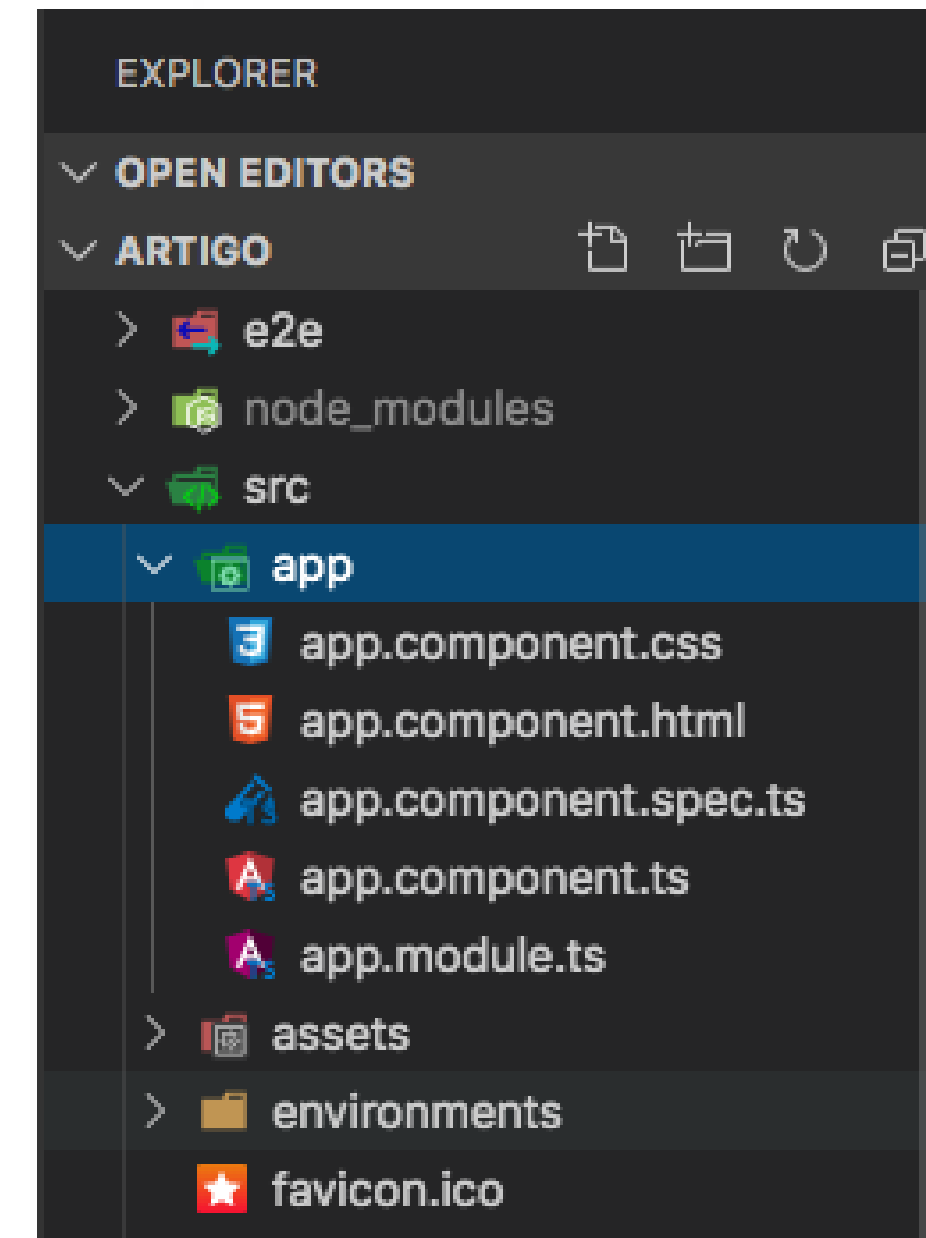 EXPLORER
OPEN EDITORS
ARTIGO
e2e
node_modules
src
app
app.component.css
app.component.html
app.component.spec.ts
app.component.ts
app.module.ts
assets
environments
favicon.ico